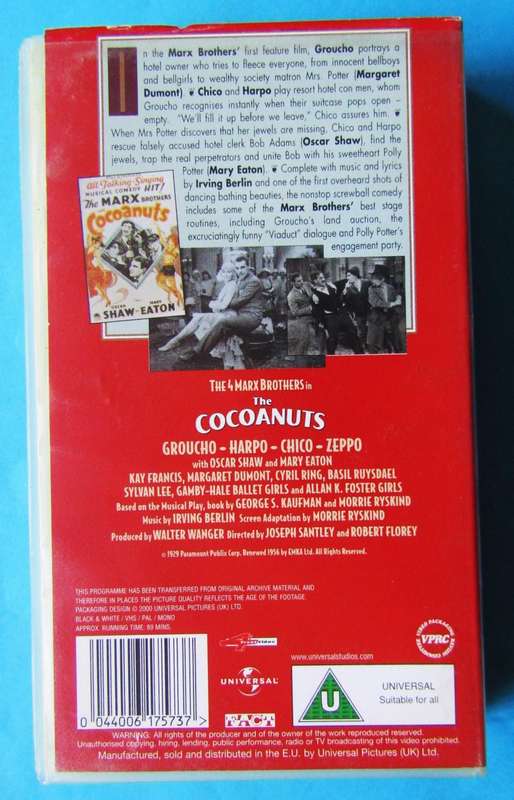 In the Marx Brothers' first feature film, Groucho portrays a
hotel owner who tries to fleece everyone, from innocent bellboys
and bellgirls to wealthy society matron Mrs. Potter (Margaret
Dumont). Chico and Harpo play resort hotel con men, whom
Groucho recognises instantly when their suitcase pops open –
empty. "We'll fill it up before we leave," Chico assures him.
When Mrs Potter discovers that her jewels are missing, Chico and Harpo
rescue falsely accused hotel clerk Bob Adams (Oscar Shaw), find the
jewels, trap the real perpetrators and unite Bob with his sweetheart Polly
Potter (Mary Eaton). Complete with music and lyrics
by Irving Berlin and one of the first overheard shots of
dancing bathing beauties, the nonstop screwball comedy
includes some of the Marx Brothers' best stage
routines, including Groucho's land auction, the
excruciatingly funny "Viaduct" dialogue and Polly Potter's
engagement party.
All-Talking-Singing
MUSICAL COMEDY HIT!
The MARX BROTHERS
Cocoanuts
OSCAR SHAW-MARY EATON
THE 4 MARX BROTHERS in
The
COCOANUTS
GROUCHO - HARPO - CHICO - ZEPPO
with OSCAR SHAW and MARY EATON
KAY FRANCIS, MARGARET DUMONT, CYRIL RING, BASIL RUYSDAEL
SYLVAN LEE, GAMBY-HALE BALLET GIRLS and ALLAN K. FOSTER GIRLS
Based on the Musical Play, book by GEORGE S. KAUFMAN and MORRIE RYSKIND
Music by IRVING BERLIN Screen Adaptation by MORRIE RYSKIND
Produced by WALTER WANGER Directed by JOSEPH SANTLEY and ROBERT FLOREY
© 1929 Paramount Public Corp. Renewed 1956 by EMKA Ltd. All Rights Reserved.
THIS PROGRAMME HAS BEEN TRANSFERRED FROM ORIGINAL ARCHIVE MATERIAL AND
THEREFORE IN PLACES THE PICTURE QUALITY REFLECTS THE AGE OF THE FOOTAGE.
PACKAGING DESIGN © 2000 UNIVERSAL PICTURES (UK) LTD.
BLACK & WHITE / VHS / PAL / MONO
APPROX. RUNNING TIME: 89 MINS.
4 Front Video
VIDEO PACKAGING
VPRC
REVIEW COMMITTEE
www.universalstudios.com
UNIVERSAL
FACT
U
UNIVERSAL
Suitable for all
0 044006 175737 >
WARNING: All rights of the producer and of the owner of the work reproduced reserved.
Unauthorised copying, hiring, lending, public performance, radio or TV broadcasting of this video prohibited.
Manufactured, sold and distributed in the E.U. by Universal Pictures (UK) Ltd.